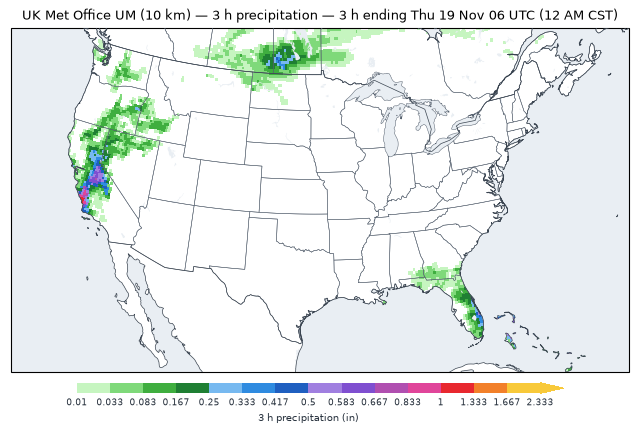 UK Met Office UM (10 km) — 3 h precipitation — 3 h ending Thu 19 Nov 06 UTC (12 AM CST)
0.01 0.033 0.083 0.167 0.25 0.333 0.417 0.5 0.583 0.667 0.833 1 1.333 1.667 2.333
3 h precipitation (in)